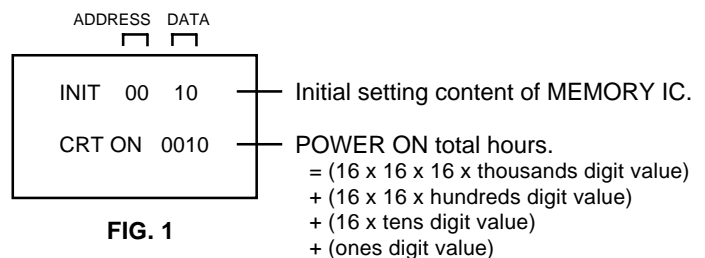 ADDRESS DATA
INIT 00 10
Initial setting content of MEMORY IC.
CRT ON 0010
POWER ON total hours.
= (16 x 16 x 16 x thousands digit value)
+ (16 x 16 x hundreds digit value)
+ (16 x tens digit value)
+ (ones digit value)
FIG. 1